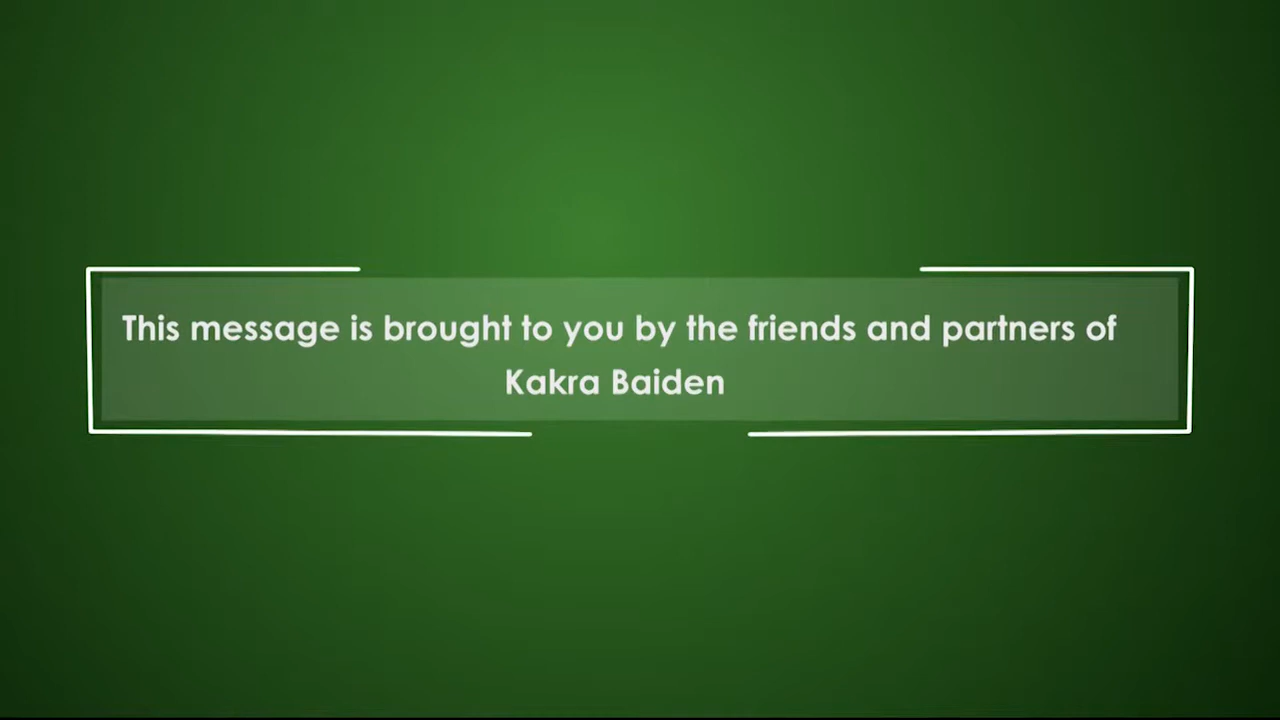 This message is brought to you by the friends and partners of
Kakra Baiden